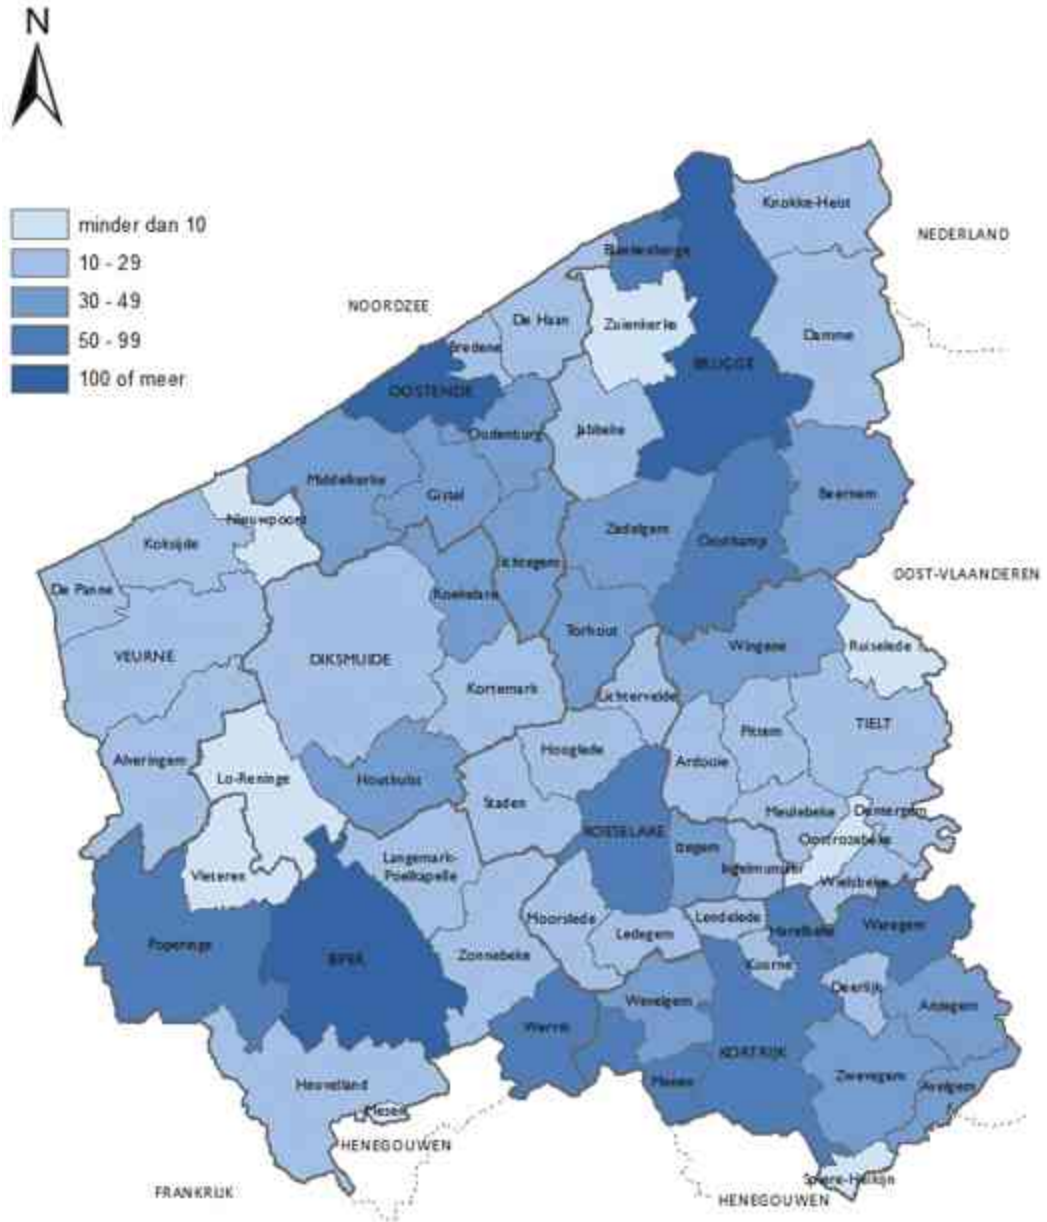 N
minder dan 10
10 - 29
30 - 49
50 - 99
100 of meer
NOORDZEE
NEDERLAND
OOST-VLAANDEREN
HENEGOUWEN
FRANKRIJK
HENEGOUWEN
Knokke-Heist
Blankenberge
Zuienkerke
De Haan
Bredene
Damme
BRUGGE
OOSTENDE
Oudenburg
Jabbeke
Middelkerke
Gistel
Beernem
Zedelgem
Oostkamp
Nieuwpoort
Koksijde
Ichtegem
De Panne
Koekelare
Torhout
Wingene
Ruiselede
VEURNE
DIKSMUIDE
Kortemark
Lichtervelde
TIELT
Pittem
Hooglede
Ardooie
Alveringem
Lo-Reninge
Houthulst
Staden
Meulebeke
Dentergem
ROESELARE
Oostrozebeke
Izegem
Ingelmunster
Langemark-
Poelkapelle
Vleteren
Wielsbeke
Moorslede
Lendelede
Ledegem
Harelbeke
Waregem
Poperinge
IEPER
Zonnebeke
Kuurne
Deerlijk
Anzegem
Wevelgem
Wervik
KORTRIJK
Zwevegem
Menen
Avelgem
Heuvelland
Mesen
Spiere-Helkijn